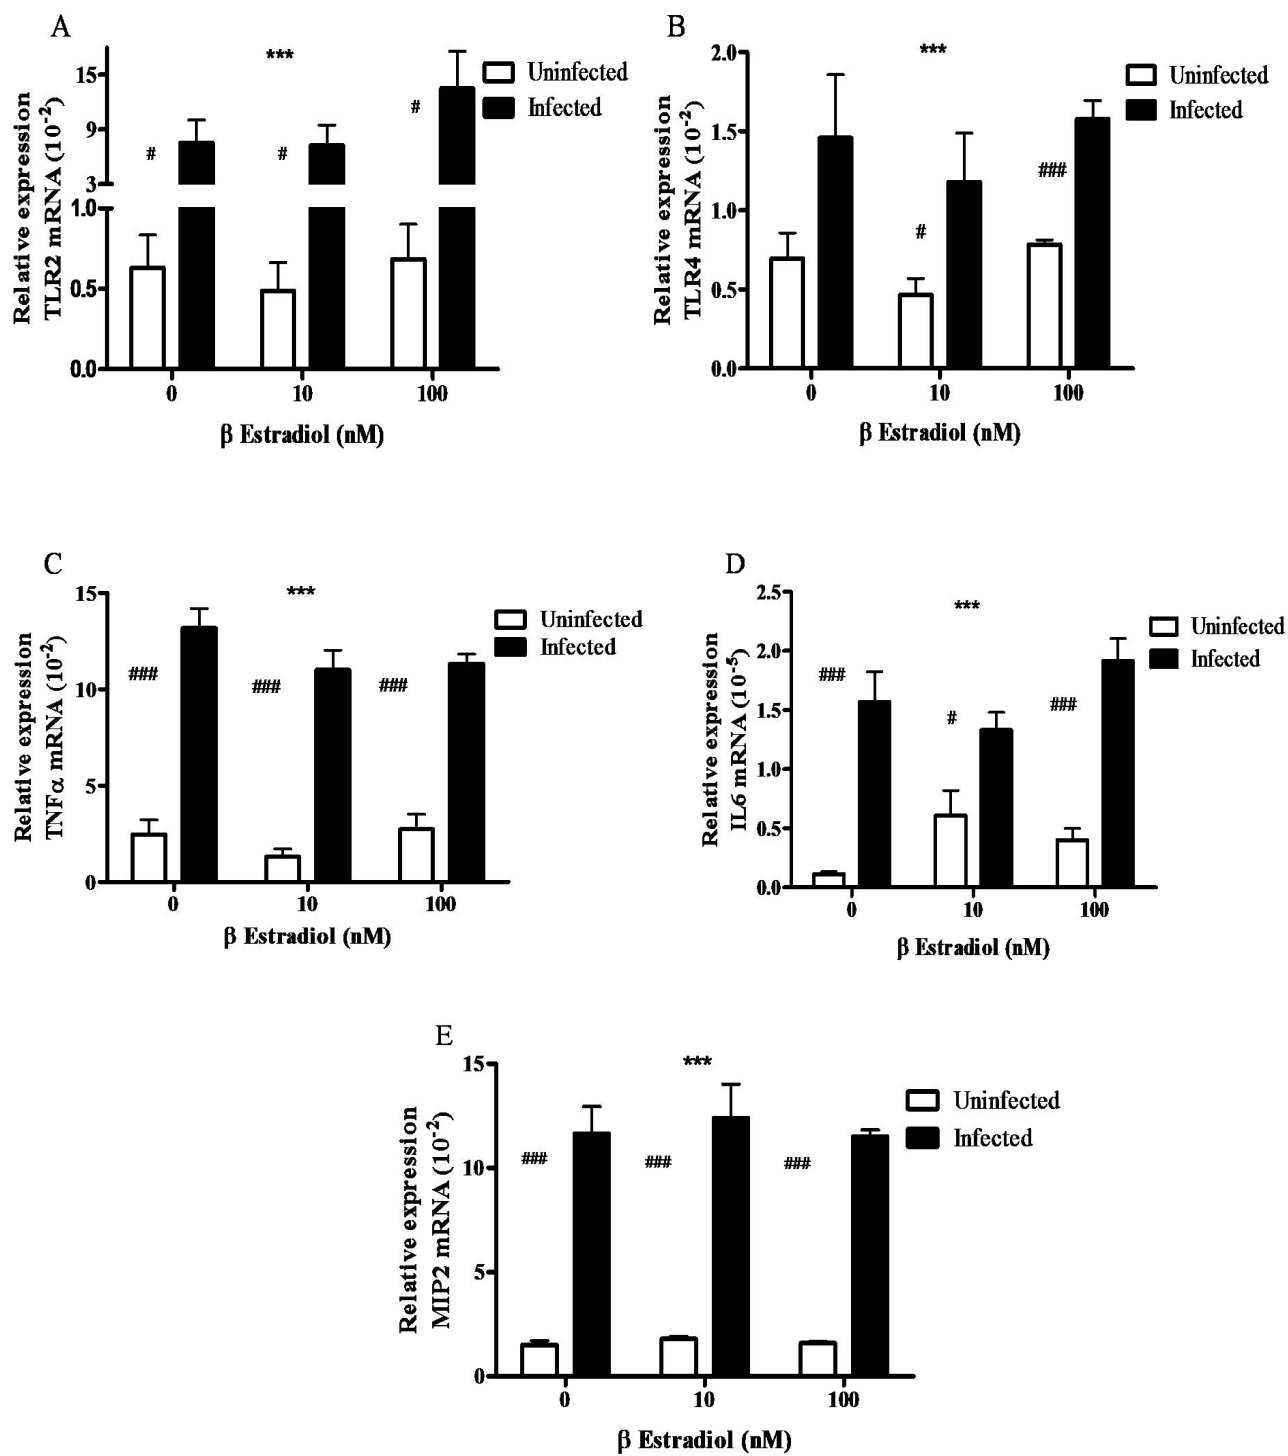 A
***
15
9
3
1.0
0.5
0.0
#
#
#
Uninfected
Infected
Relative expression
TLR2 mRNA (10-2)
0
10
100
β Estradiol (nM)
B
***
2.0
1.5
1.0
0.5
0.0
#
###
Uninfected
Infected
Relative expression
TLR4 mRNA (10-2)
0
10
100
β Estradiol (nM)
C
***
15
10
5
0
###
###
###
Uninfected
Infected
Relative expression
TNFα mRNA (10-2)
0
10
100
β Estradiol (nM)
D
***
2.5
2.0
1.5
1.0
0.5
0.0
###
#
###
Uninfected
Infected
Relative expression
IL6 mRNA (10-5)
0
10
100
β Estradiol (nM)
E
***
15
10
5
0
###
###
###
Uninfected
Infected
Relative expression
MIP2 mRNA (10-2)
0
10
100
β Estradiol (nM)